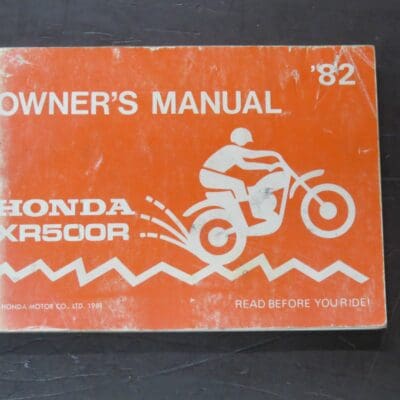 '82
OWNER'S MANUAL
HONDA
XR500R
HONDA MOTOR CO., LTD. 1981
READ BEFORE YOU RIDE!